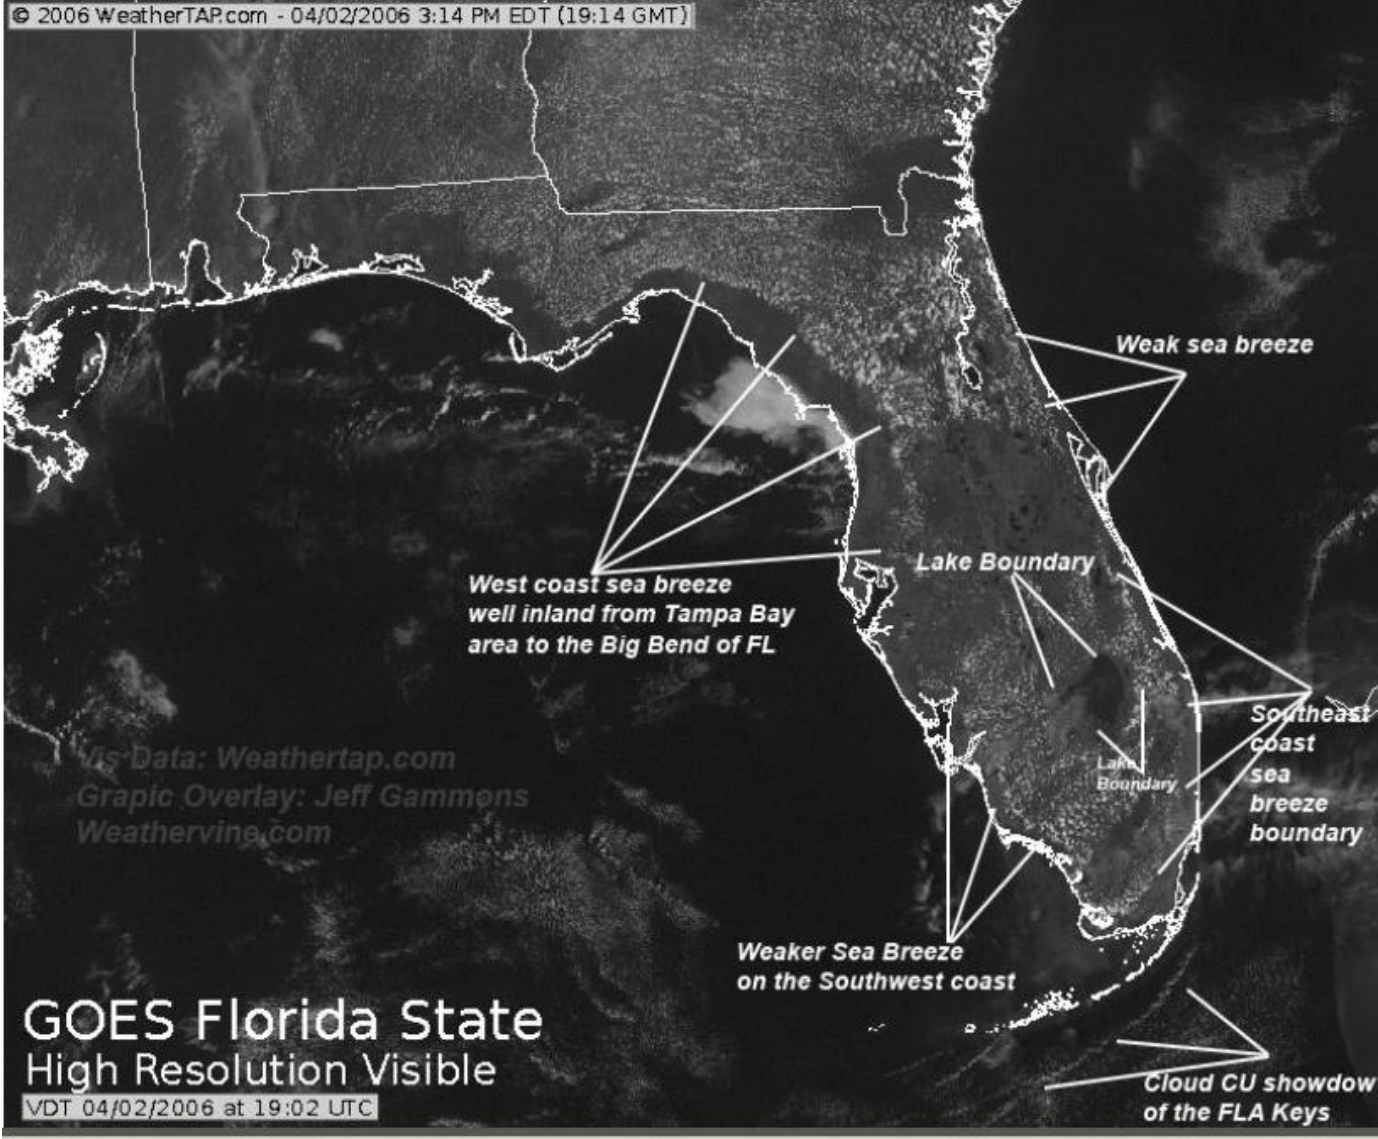 © 2006 WeatherTAP.com - 04/02/2006 3:14 PM EDT (19:14 GMT)
Weak sea breeze
Lake Boundary
West coast sea breeze
well inland from Tampa Bay
area to the Big Bend of FL
Southeast
coast
sea
breeze
boundary
Lake
Boundary
Vis Data: Weathertap.com
Grapic Overlay: Jeff Gammons
Weathervine.com
Weaker Sea Breeze
on the Southwest coast
GOES Florida State
High Resolution Visible
VDT 04/02/2006 at 19:02 UTC
Cloud CU showdow
of the FLA Keys